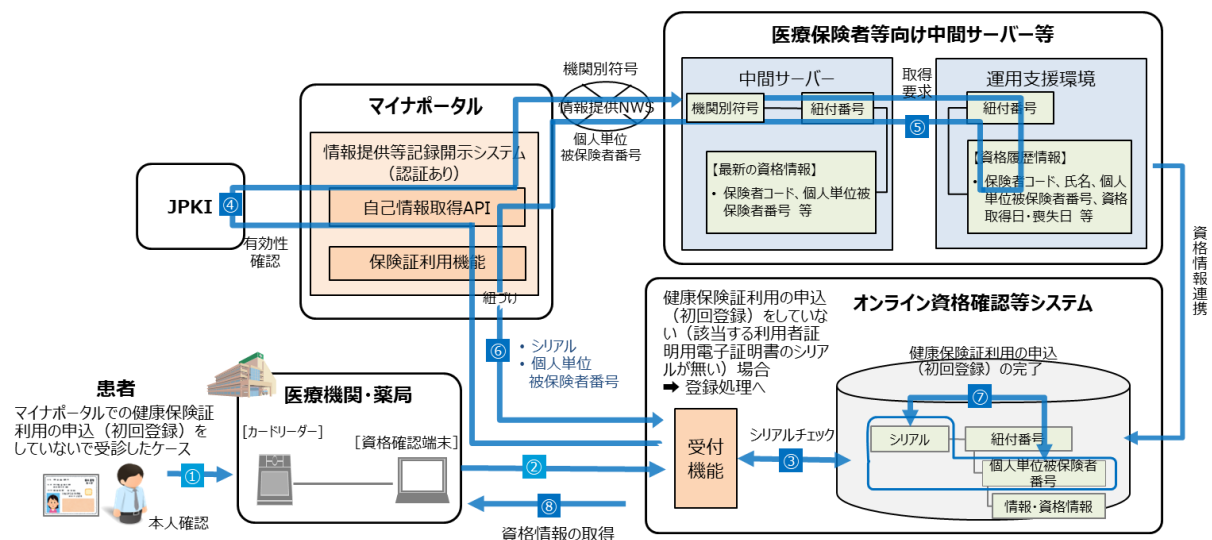 医療保険者等向け中間サーバー等
中間サーバー
取得
要求
運用支援環境
機関別符号
紐付番号
⑤
紐付番号
【最新の資格情報】
• 保険者コード、個人単位被
保険者番号 等
【資格履歴情報】
• 保険者コード、氏名、個人
単位被保険者番号、資格
取得日・喪失日 等
機関別符号
情報提供NWS
個人単位
被保険者番号
マイナポータル
情報提供等記録開示システム
(認証あり)
自己情報取得API
保険証利用機能
JPKI
④
有効性
確認
紐づけ
⑥
• シリアル
• 個人単位
被保険者番号
資格情報連携
オンライン資格確認等システム
健康保険証利用の申込
(初回登録)をしていな
い(該当する利用者証
明用電子証明書のシリア
ルが無い)場合
➡ 登録処理へ
健康保険証利用の申込
(初回登録)の完了
⑦
シリアル
紐付番号
個人単位被保険者
番号
情報・資格情報
受付
機能
シリアルチェック
③
患者
マイナポータルでの健康保険証
利用の申込(初回登録)を
していないで受診したケース
①
本人確認
医療機関・薬局
[カードリーダー]
[資格確認端末]
②
⑧
資格情報の取得